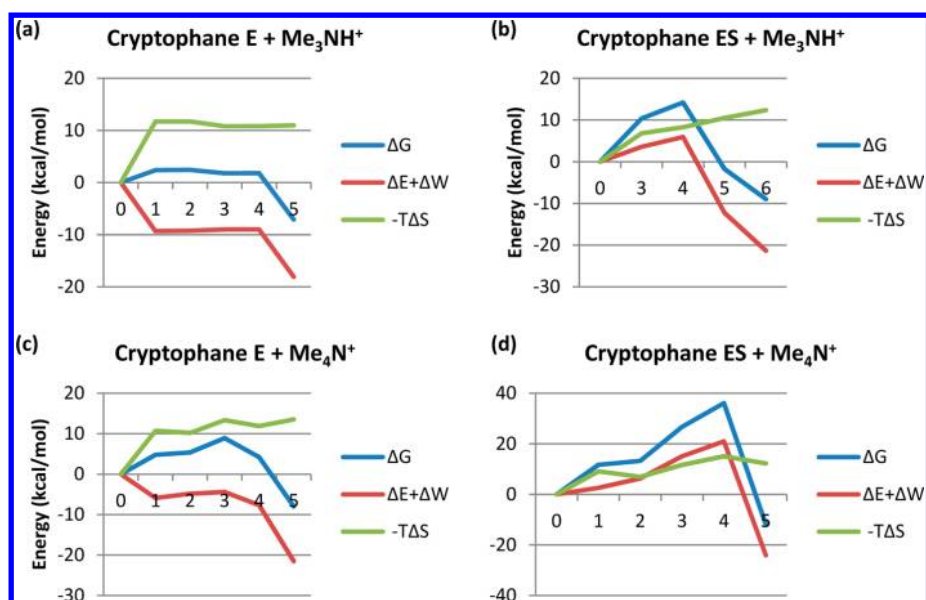 (a)
Cryptophane E + Me₃NH⁺
Energy (kcal/mol)
20
10
0
-10
-20
0 1 2 3 4 5
ΔG
ΔE+ΔW
-TΔS
(b)
Cryptophane ES + Me₃NH⁺
Energy (kcal/mol)
20
10
0
-10
-20
-30
0 3 4 5 6
ΔG
ΔE+ΔW
-TΔS
(c)
Cryptophane E + Me₄N⁺
Energy (kcal/mol)
20
10
0
-10
-20
-30
0 1 2 3 4 5
ΔG
ΔE+ΔW
-TΔS
(d)
Cryptophane ES + Me₄N⁺
40
20
0
-20
-40
0 1 2 3 4 5
ΔG
ΔE+ΔW
-TΔS